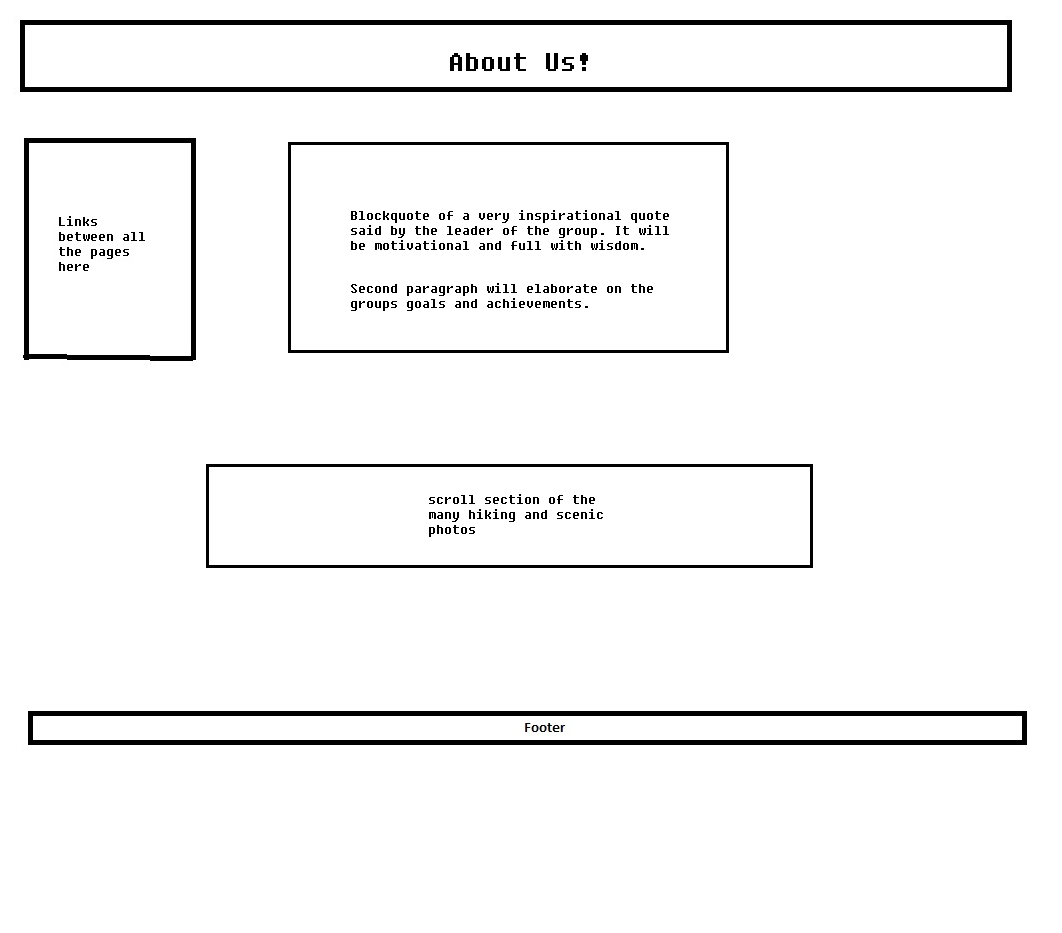 About Us!
Links
between all
the pages
here
Blockquote of a very inspirational quote
said by the leader of the group. It will
be motivational and full with wisdom.
Second paragraph will elaborate on the
groups goals and achievements.
scroll section of the
many hiking and scenic
photos
Footer